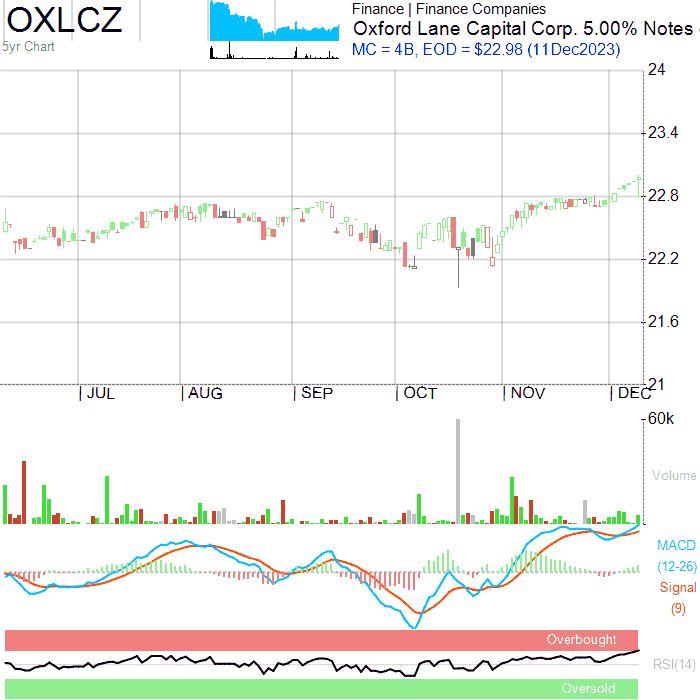 OXLCZ
5yr Chart
Finance | Finance Companies
Oxford Lane Capital Corp. 5.00% Notes
MC = 4B, EOD = $22.98 (11Dec2023)
24
23.4
22.8
22.2
21.6
21
| JUL | AUG | SEP | OCT | NOV | DEC
60k
Volume
MACD
(12-26)
Signal
(9)
Overbought
RSI(14)
Oversold